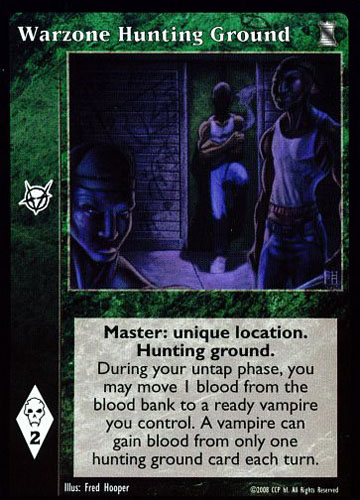 Warzone Hunting Ground
Master: unique location.
Hunting ground.
During your untap phase, you
may move 1 blood from the
blood bank to a ready vampire
you control. A vampire can
gain blood from only one
hunting ground card each turn.
2
Illus: Fred Hooper
©2008 CCP hf. All Rights Reserved